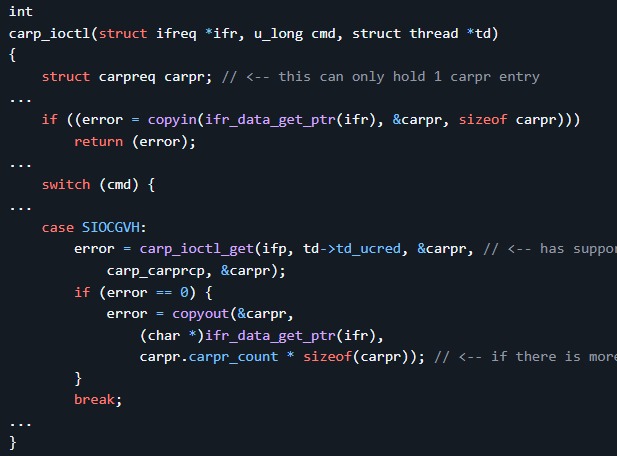 int
carp_ioctl(struct ifreq *ifr, u_long cmd, struct thread *td)
{
    struct carpreq carpr; // <-- this can only hold 1 carpr entry
...
    if ((error = copyin(ifr_data_get_ptr(ifr), &carpr, sizeof carpr)))
        return (error);
...
    switch (cmd) {
...
    case SIOCGVH:
        error = carp_ioctl_get(ifp, td->td_ucred, &carpr, // <-- has suppor
            carp_carprcp, &carpr);
        if (error == 0) {
            error = copyout(&carpr,
                (char *)ifr_data_get_ptr(ifr),
                carpr.carpr_count * sizeof(carpr)); // <-- if there is more
        }
        break;
...
}